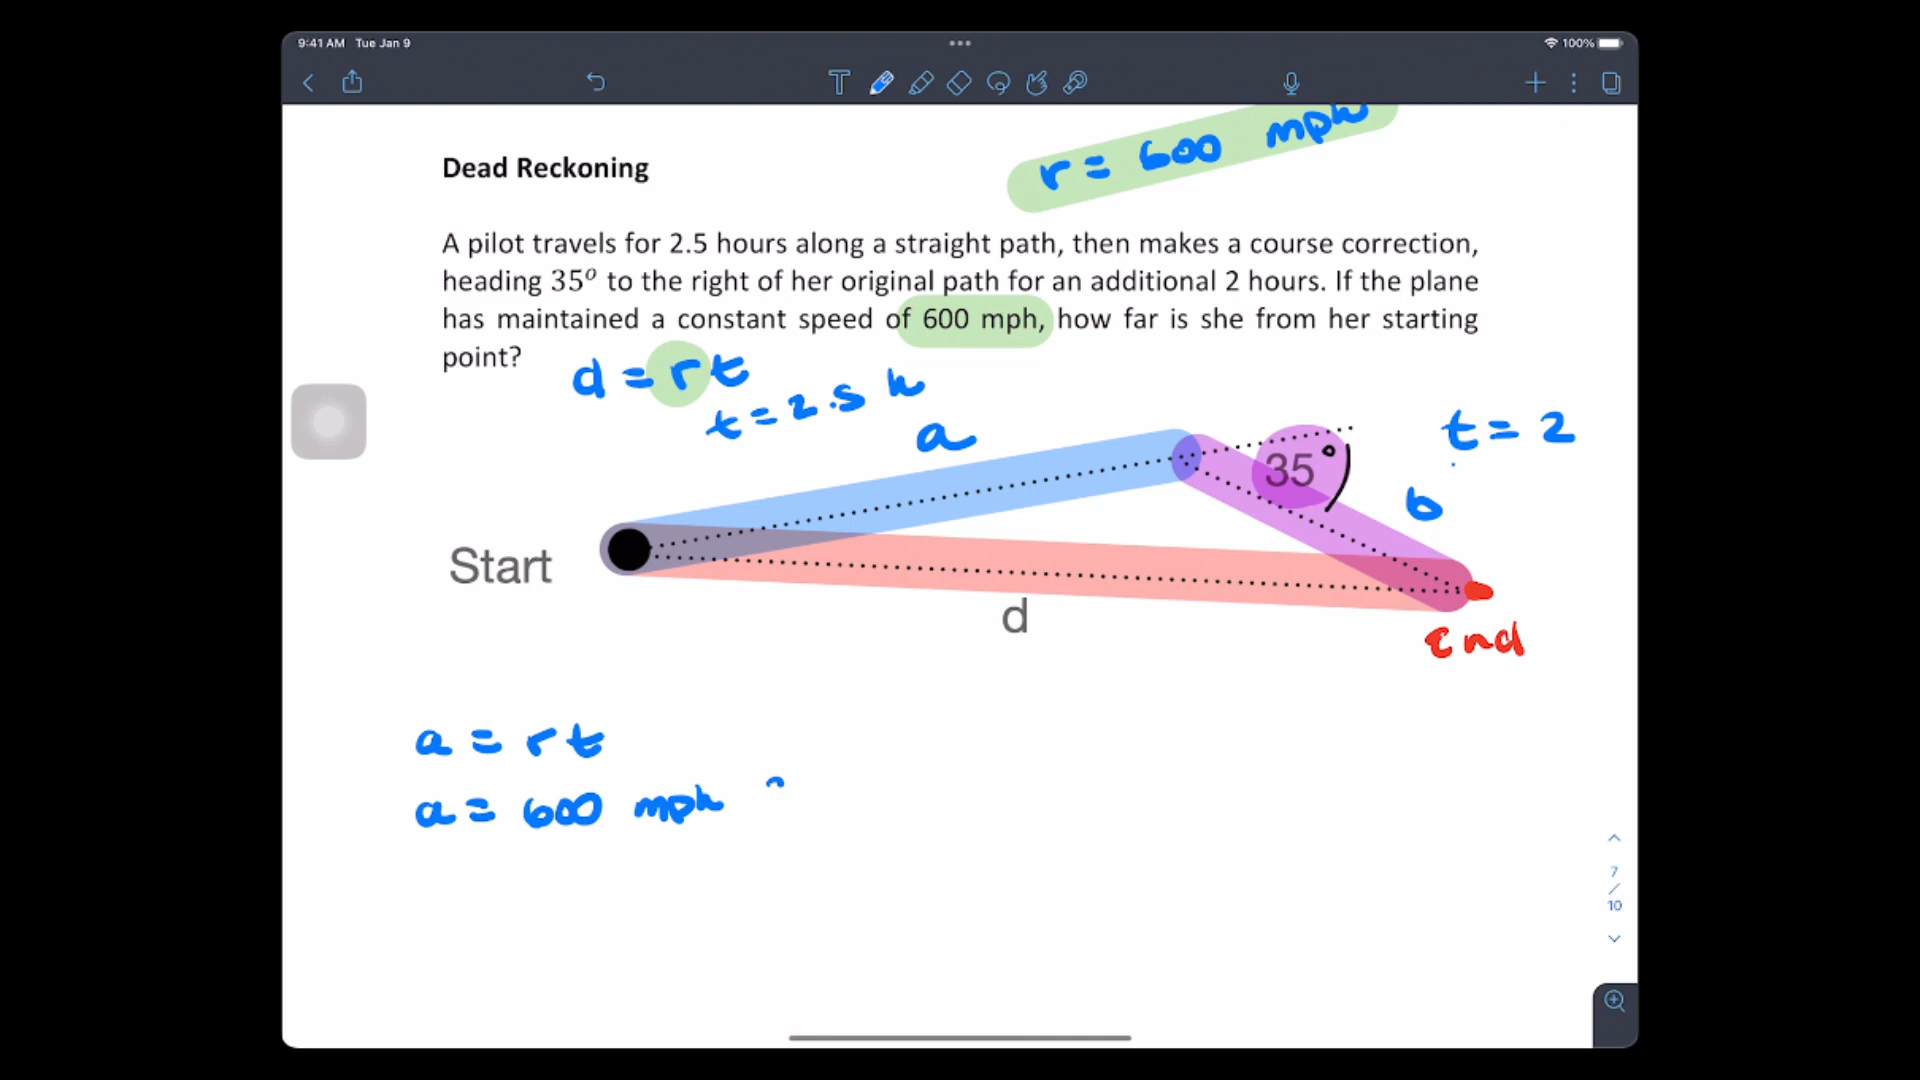 9:41 AM Tue Jan 9
100%
r = 600 mph
Dead Reckoning
A pilot travels for 2.5 hours along a straight path, then makes a course correction,
heading 35º to the right of her original path for an additional 2 hours. If the plane
has maintained a constant speed of 600 mph, how far is she from her starting
point?
d = rt
t = 2.5 h
a
t = 2
35°
b
Start
d
End
a = rt
a = 600 mph
7
/
10